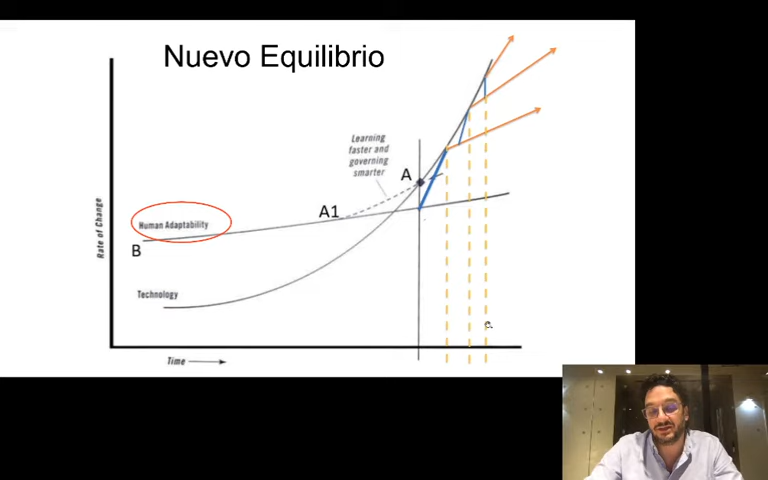 Nuevo Equilibrio
Learning
faster and
governing
smarter
A
A1
Human Adaptability
B
Technology
Rate of Change
Time